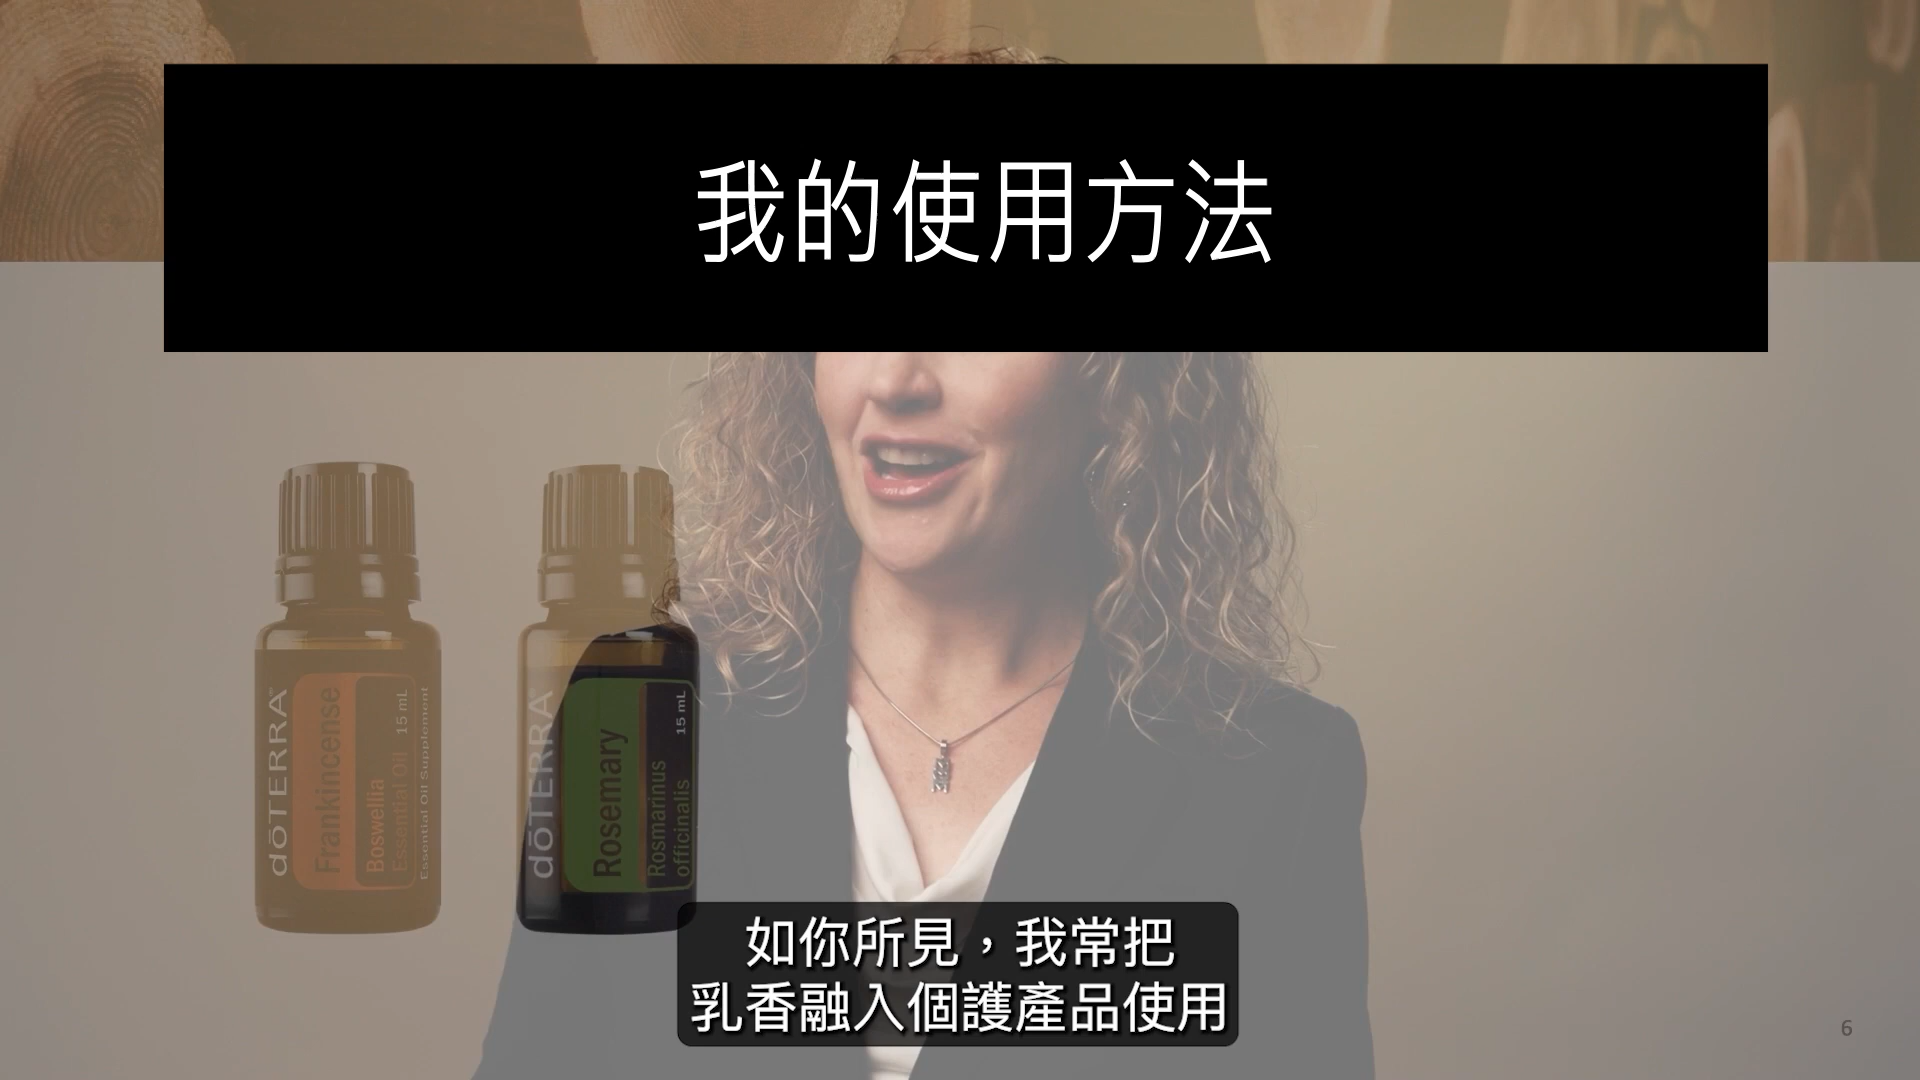 我的使用方法
dōTERRA®
Frankincense
Boswellia
Essential Oil
15 mL
Essential Oil Supplement
dōTERRA®
Rosemary
Rosmarinus
officinalis
15 mL
如你所見，我常把
乳香融入個護產品使用
6